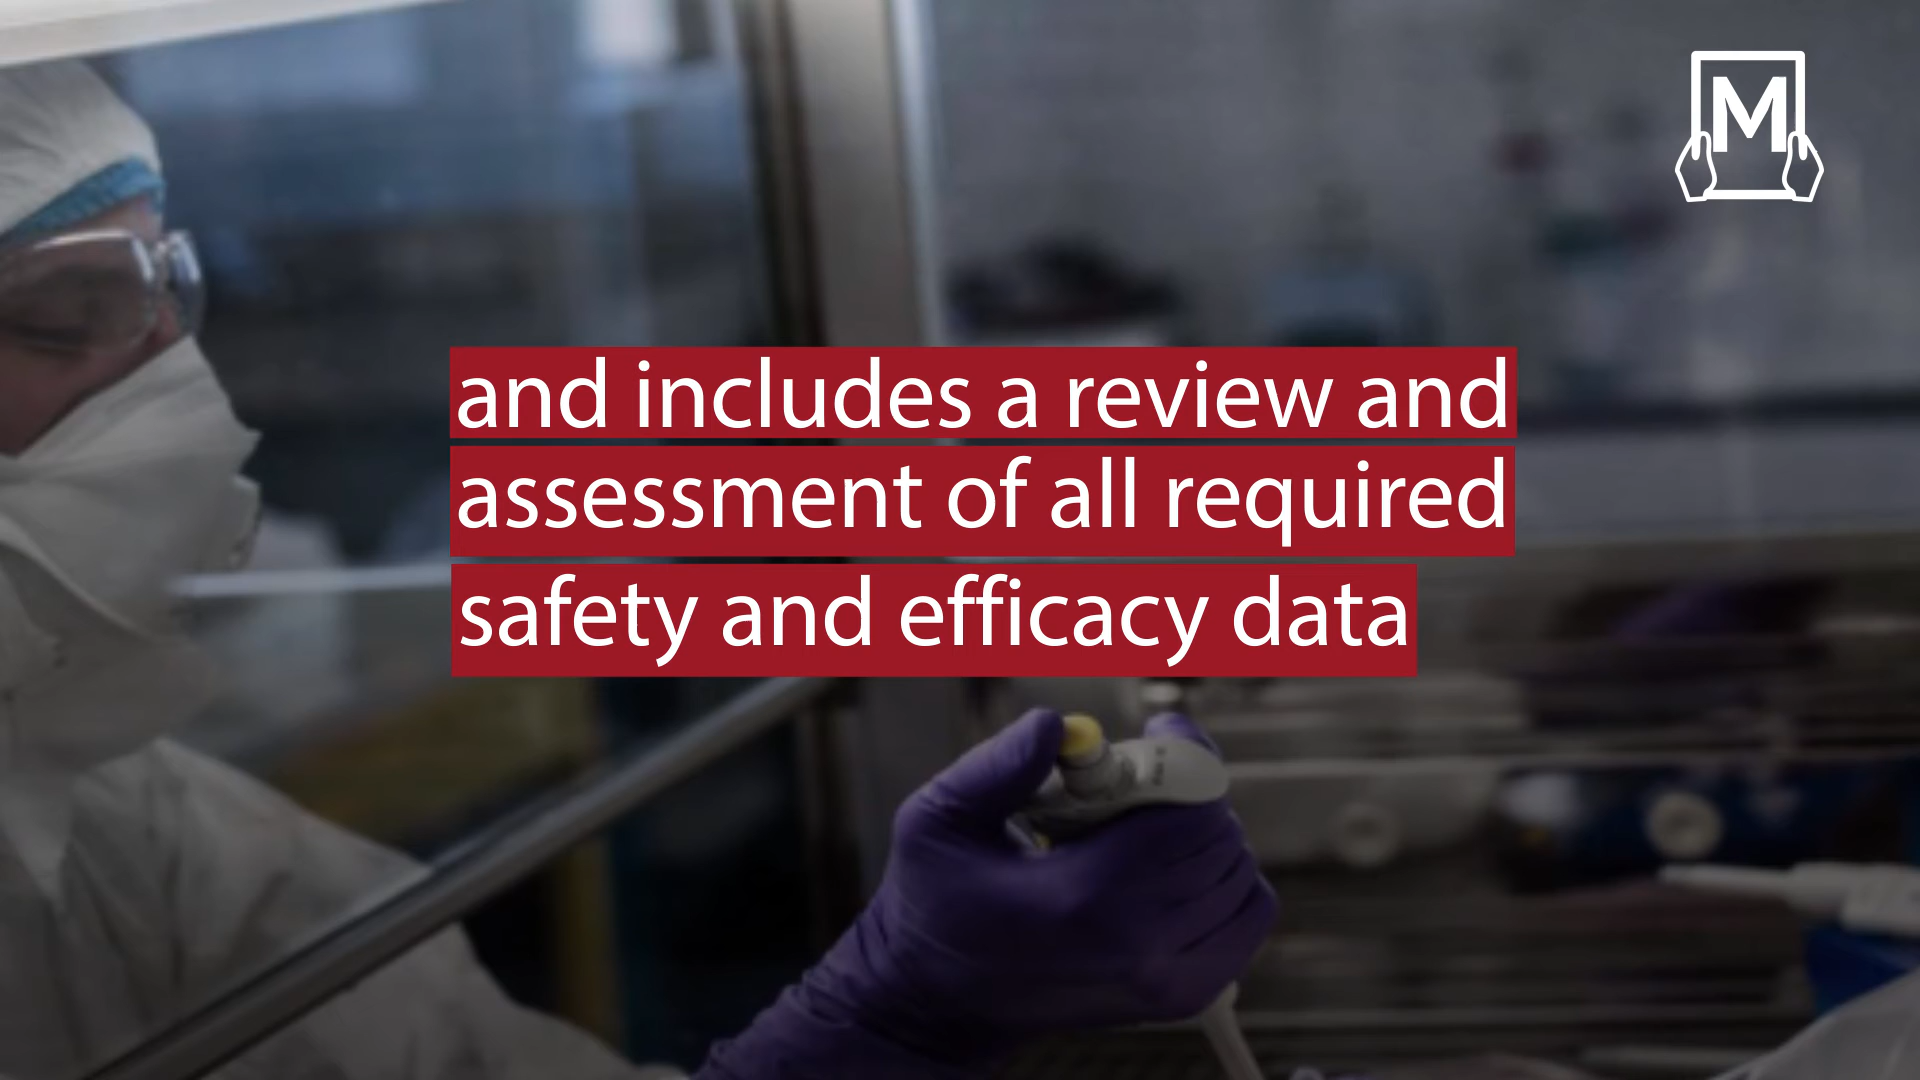 M
and includes a review and
assessment of all required
safety and efficacy data